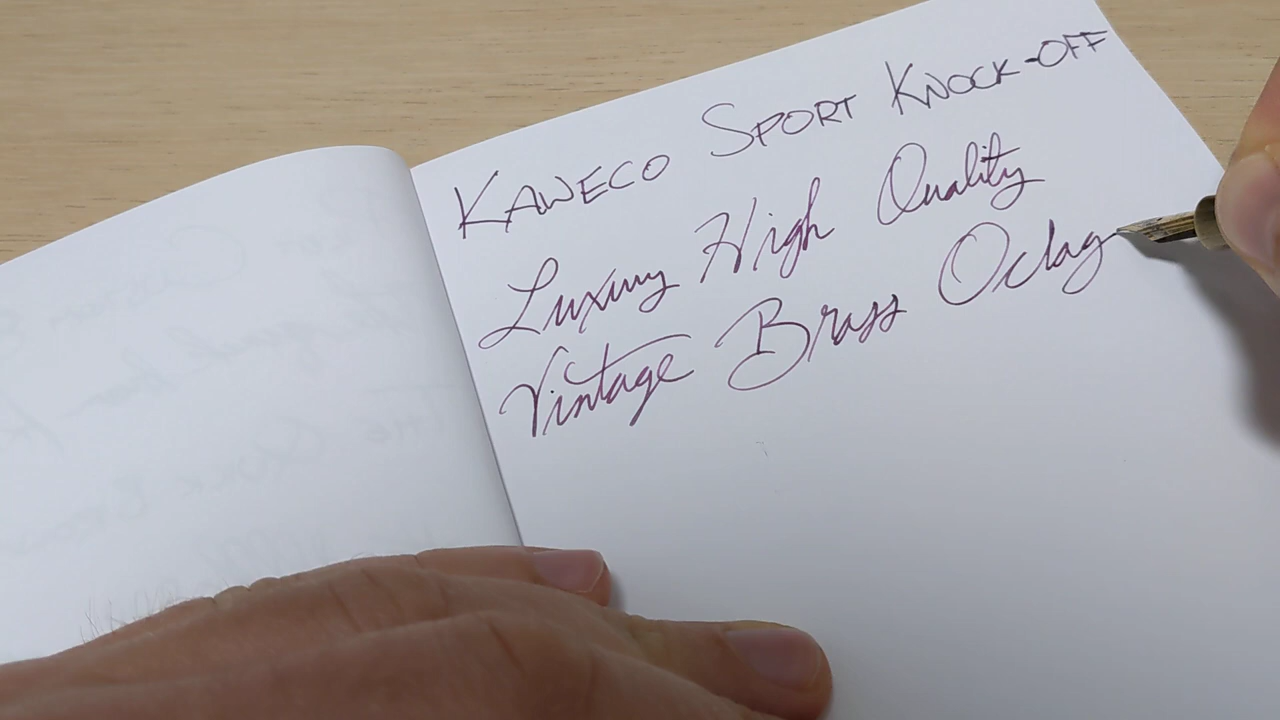 KAWECO SPORT KNOCK-OFF
Luxury High Quality
Vintage Brass Octag